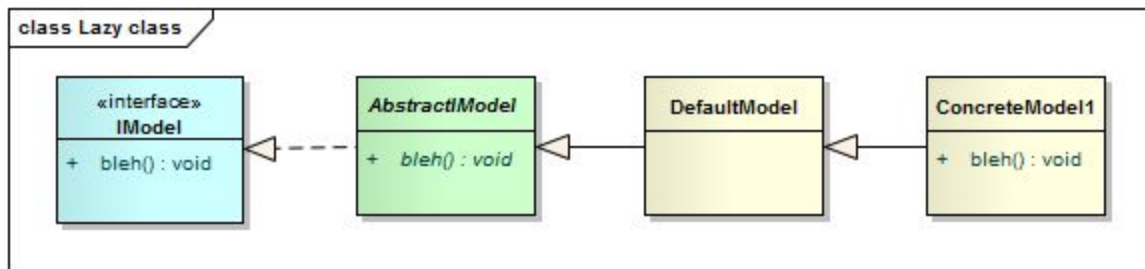 class Lazy class
«interface»
IModel
+ bleh() : void
AbstractIModel
+ bleh() : void
DefaultModel
ConcreteModel1
+ bleh() : void